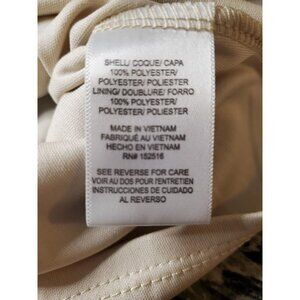 SHELL/ COQUE/ CAPA
100% POLYESTER/
POLYESTER/ POLIESTER
LINING/ DOUBLURE/ FORRO
100% POLYESTER/
POLYESTER/ POLIESTER
MADE IN VIETNAM
FABRIQUÉ AU VIETNAM
HECHO EN VIETNAM
RN# 152516
SEE REVERSE FOR CARE
VOIR AU DOS POUR l'ENTRETIEN
INSTRUCCIONES DE CUIDADO
AL REVERSO